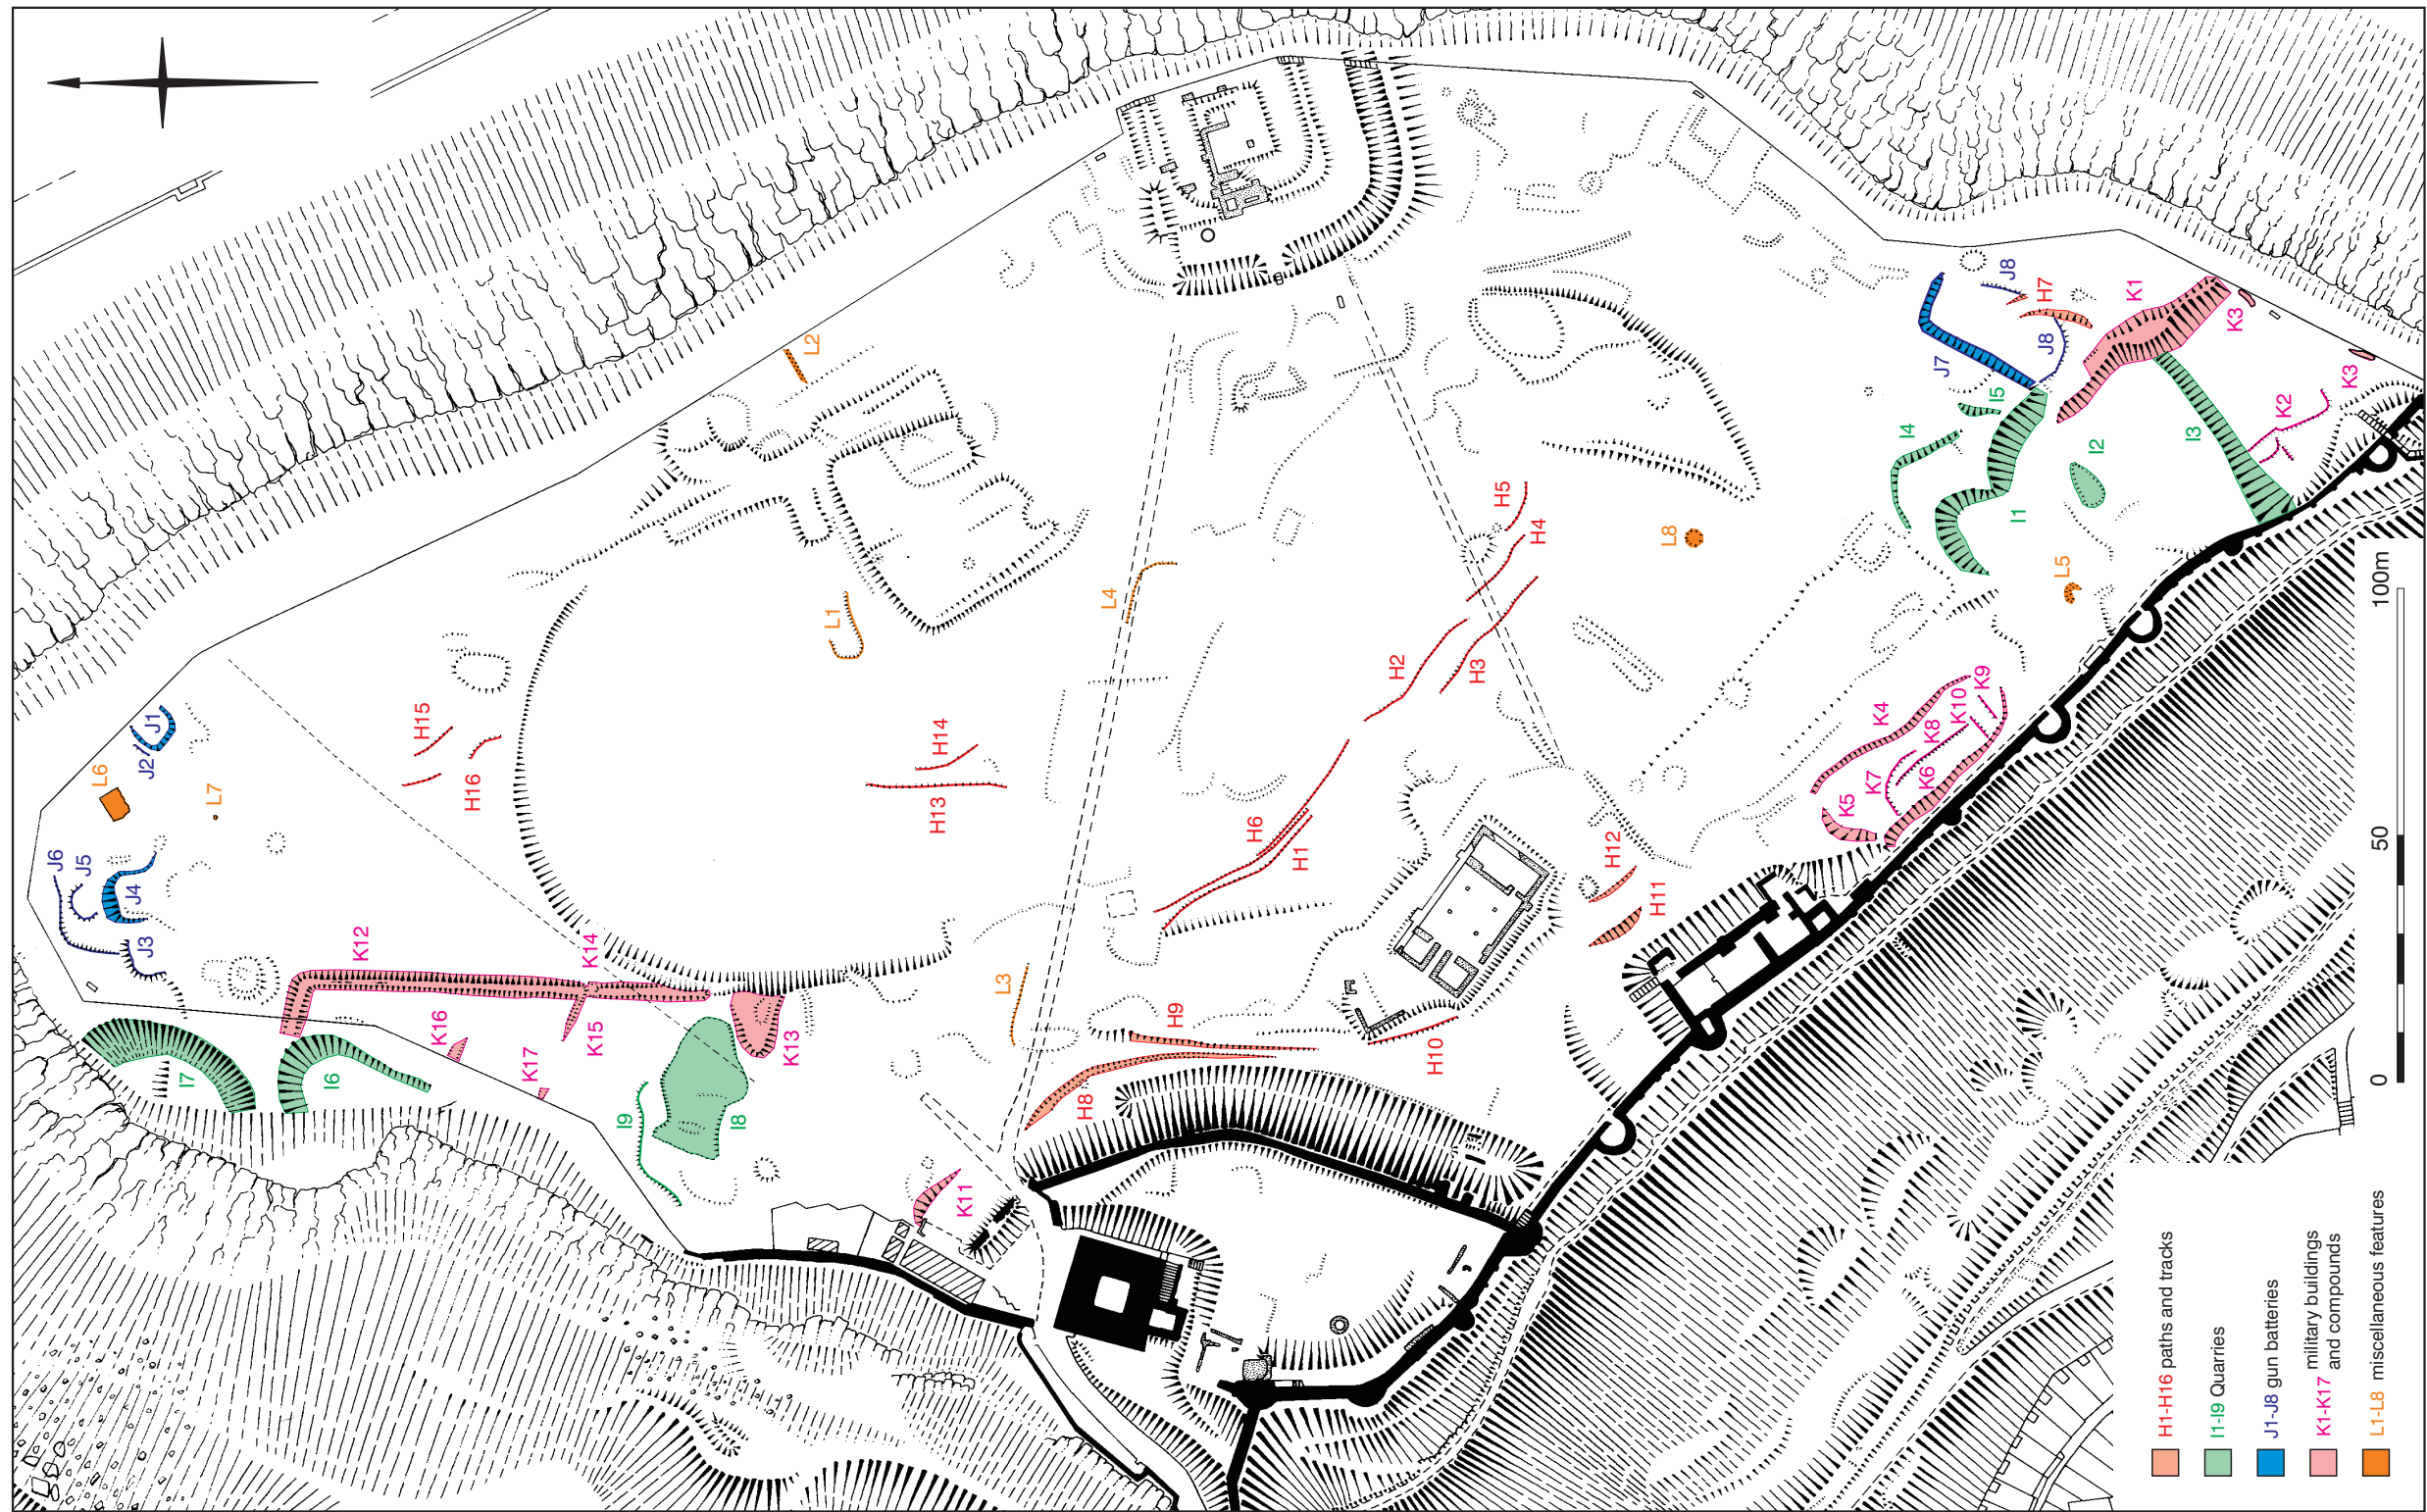 J6
J5
J4
J3
L6
J2
J1
L7
I7
I6
K12
K16
K17
K15
K14
H15
H16
I9
I8
K13
L2
L1
H14
H13
K11
L3
L4
H8
H9
H6
H1
H10
H2
H3
H5
H4
H12
H11
L8
K4
K5
K7
K6
K8
K10
K9
I4
I5
I1
I2
I3
L5
J7
J8
J8
H7
K1
K3
K2
K3
0
50
100m
H1-H16 paths and tracks
I1-I9 Quarries
J1-J8 gun batteries
K1-K17 military buildings
and compounds
L1-L8 miscellaneous features